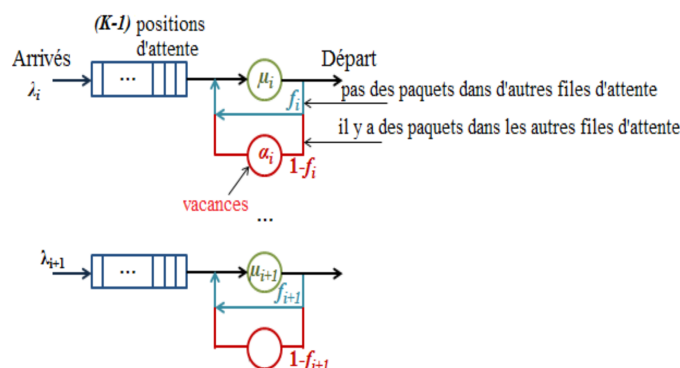 (K-1) positions
d'attente
Arrivés
λi
...
μi
Départ
pas des paquets dans d'autres files d'attente
fi
il y a des paquets dans les autres files d'attente
αi
1-fi
vacances
...
λi+1
...
μi+1
fi+1
1-fi+1